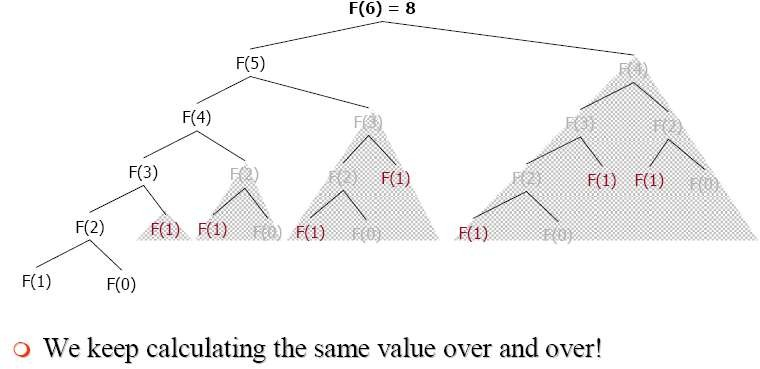 F(6) = 8
F(5)
F(4)
F(4)
F(3)
F(3)
F(2)
F(3)
F(2)
F(2)
F(1)
F(2)
F(1)
F(1)
F(0)
F(2)
F(1)
F(1)
F(0)
F(1)
F(0)
F(1)
F(0)
F(1)
F(0)
We keep calculating the same value over and over!